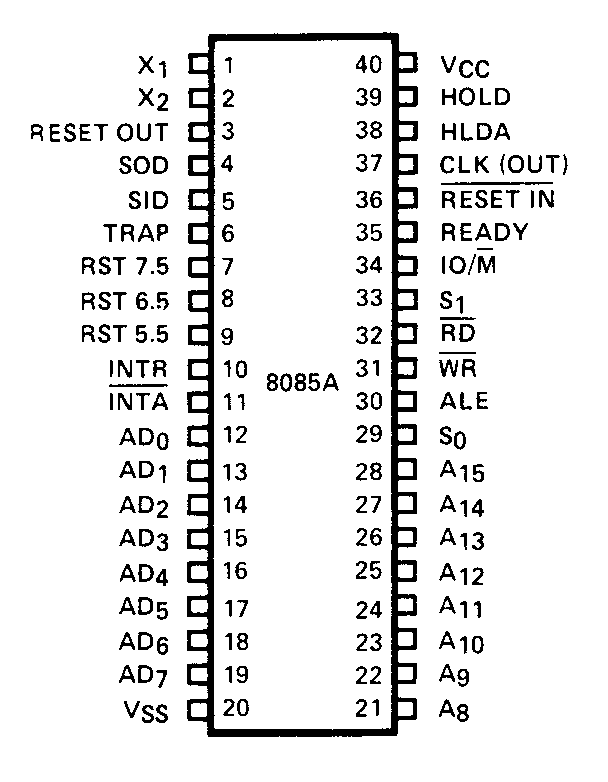 X1 1 40 VCC
X2 2 39 HOLD
RESET OUT 3 38 HLDA
SOD 4 37 CLK (OUT)
SID 5 36 RESET IN
TRAP 6 35 READY
RST 7.5 7 34 IO/M
RST 6.5 8 33 S1
RST 5.5 9 32 RD
INTR 10 31 WR
8085A
INTA 11 30 ALE
AD0 12 29 S0
AD1 13 28 A15
AD2 14 27 A14
AD3 15 26 A13
AD4 16 25 A12
AD5 17 24 A11
AD6 18 23 A10
AD7 19 22 A9
VSS 20 21 A8